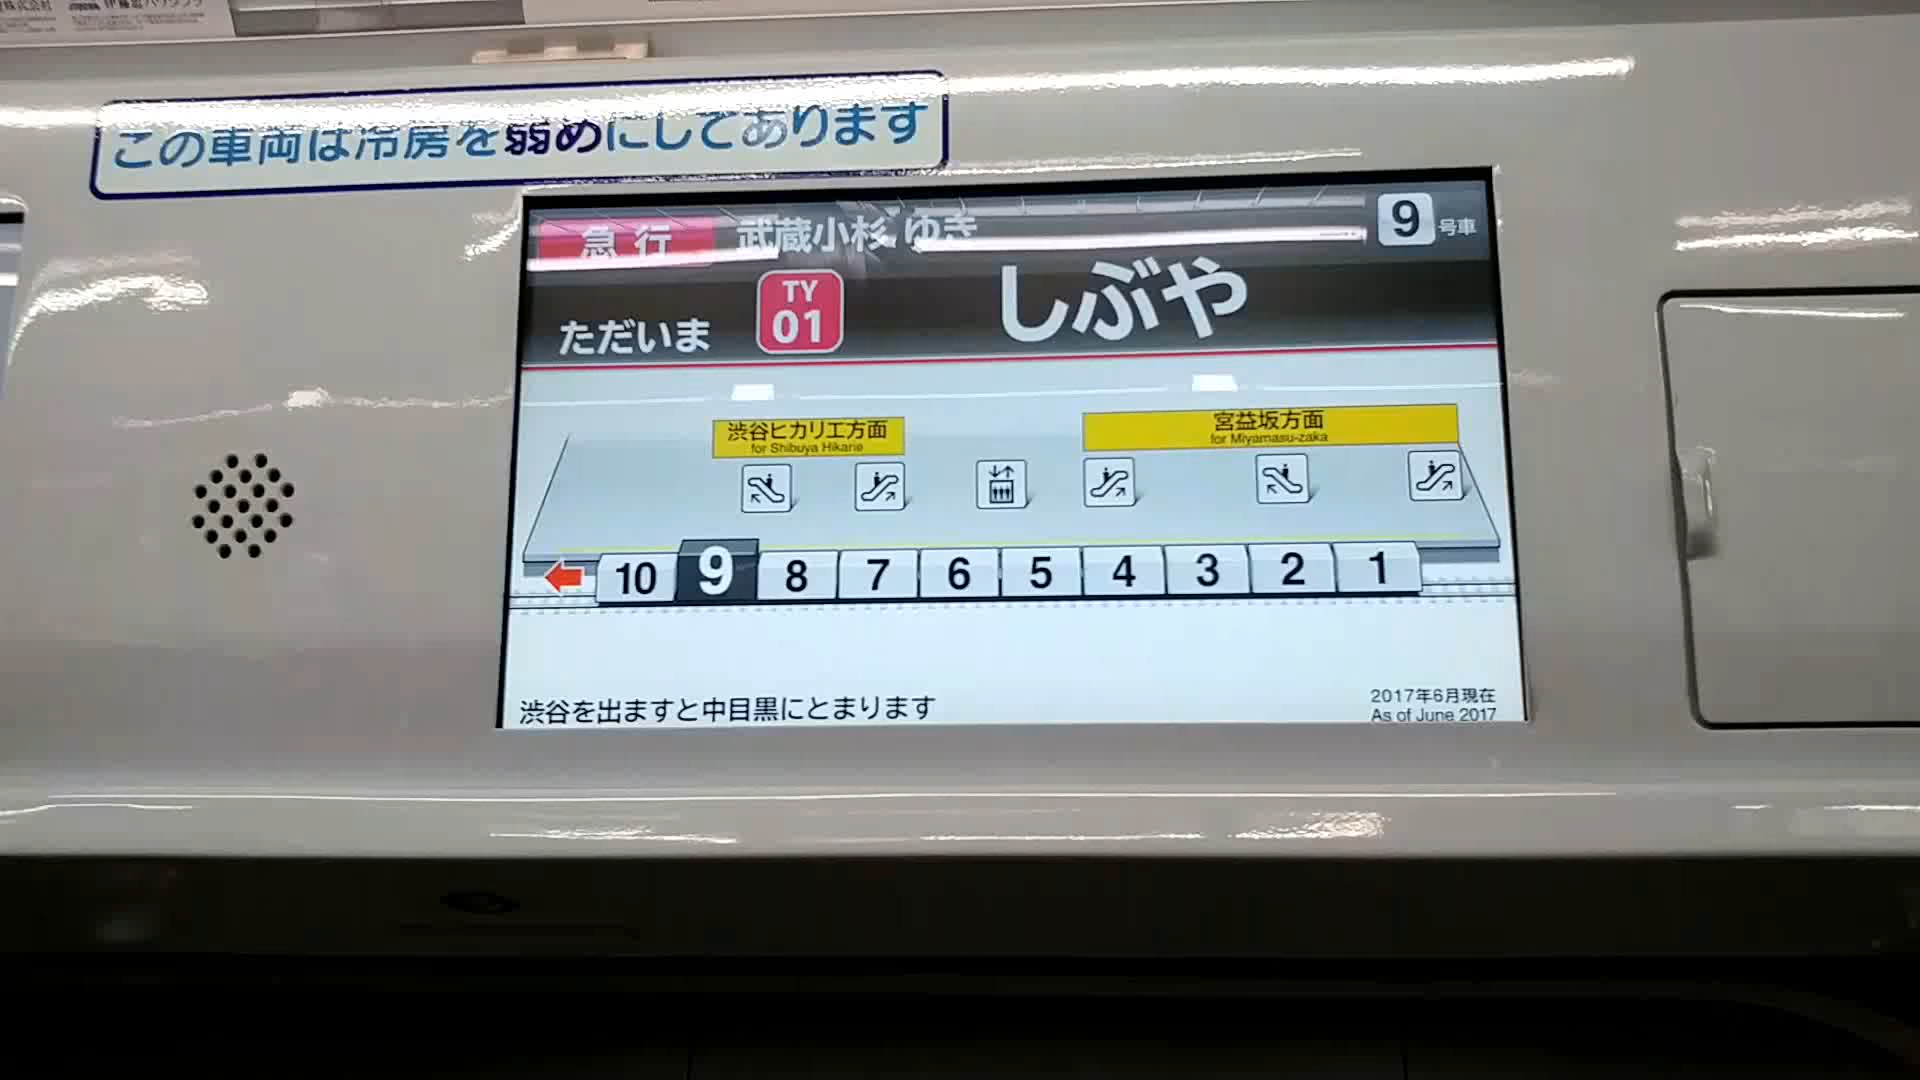 この車両は冷房を弱めにしてあります
急行 武蔵小杉 ゆき 9 号車
ただいま TY 01 しぶや
渋谷ヒカリエ方面
for Shibuya Hikarie
宮益坂方面
for Miyamasu-zaka
10 9 8 7 6 5 4 3 2 1
渋谷を出ますと中目黒にとまります
2017年6月現在
As of June 2017